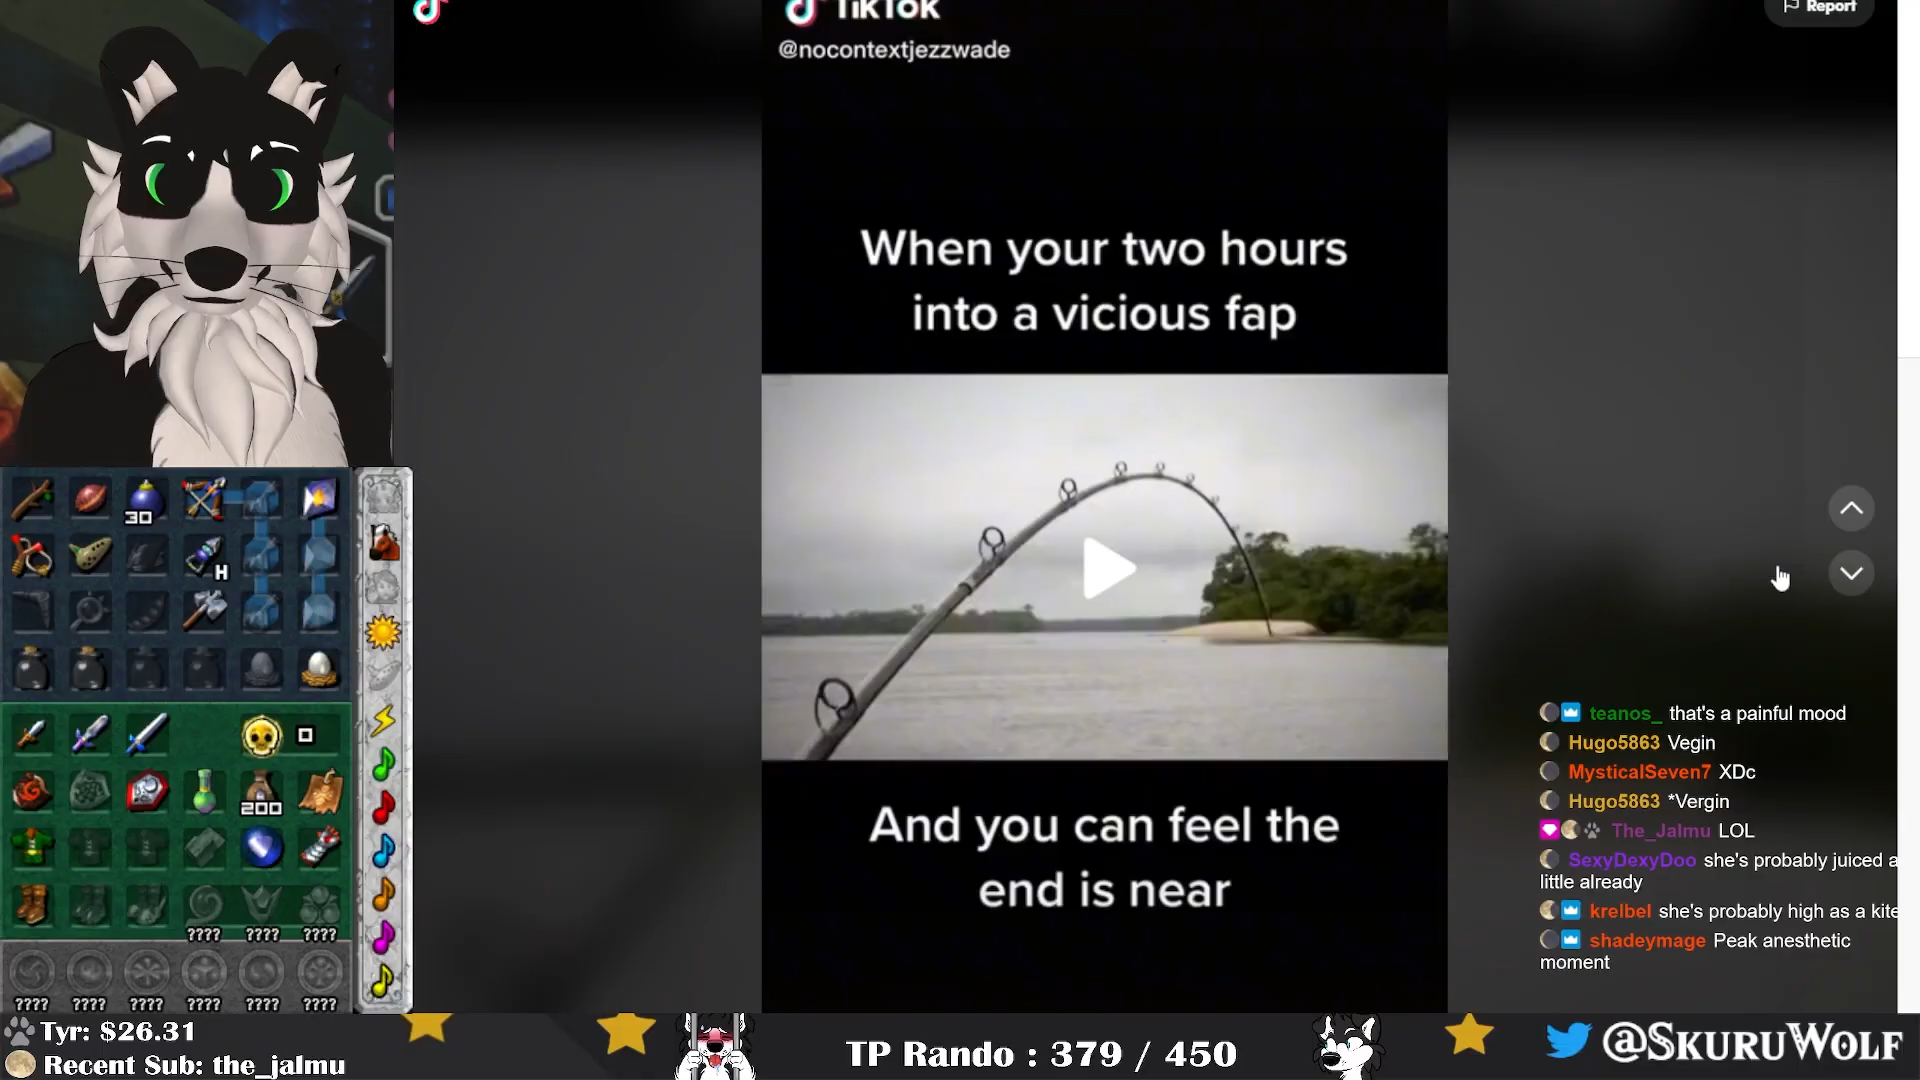 TikTok
@nocontextjezzwade
Report
When your two hours
into a vicious fap
And you can feel the
end is near
30
H
0
200
????
????
????
????
????
????
????
????
????
teanos_ that's a painful mood
Hugo5863 Vegin
MysticalSeven7 XDc
Hugo5863 *Vergin
The_Jalmu LOL
SexyDexyDoo she's probably juiced a
little already
krelbel she's probably high as a kite
shadeymage Peak anesthetic
moment
Tyr: $26.31
Recent Sub: the_jalmu
TP Rando : 379 / 450
@SkuruWolf